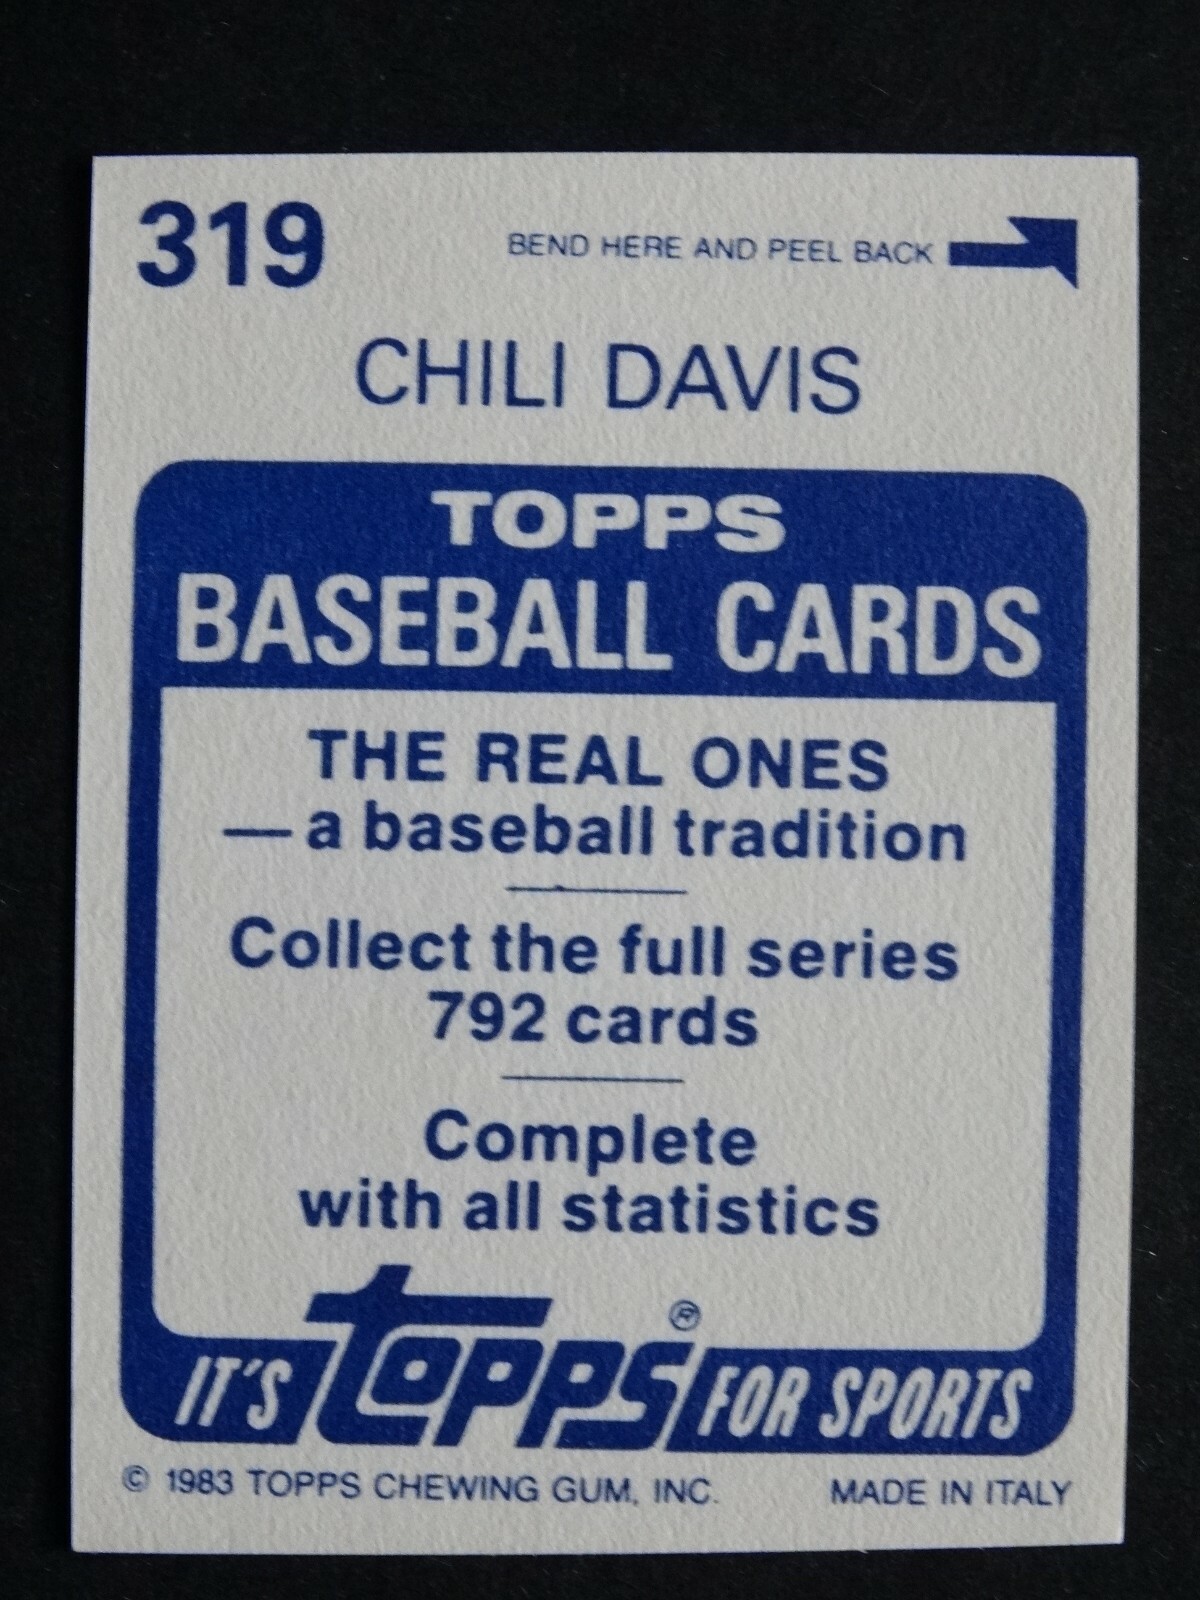 319
BEND HERE AND PEEL BACK
CHILI DAVIS
TOPPS
BASEBALL CARDS
THE REAL ONES
— a baseball tradition
Collect the full series
792 cards
Complete
with all statistics
IT'S topps® FOR SPORTS
© 1983 TOPPS CHEWING GUM, INC. MADE IN ITALY